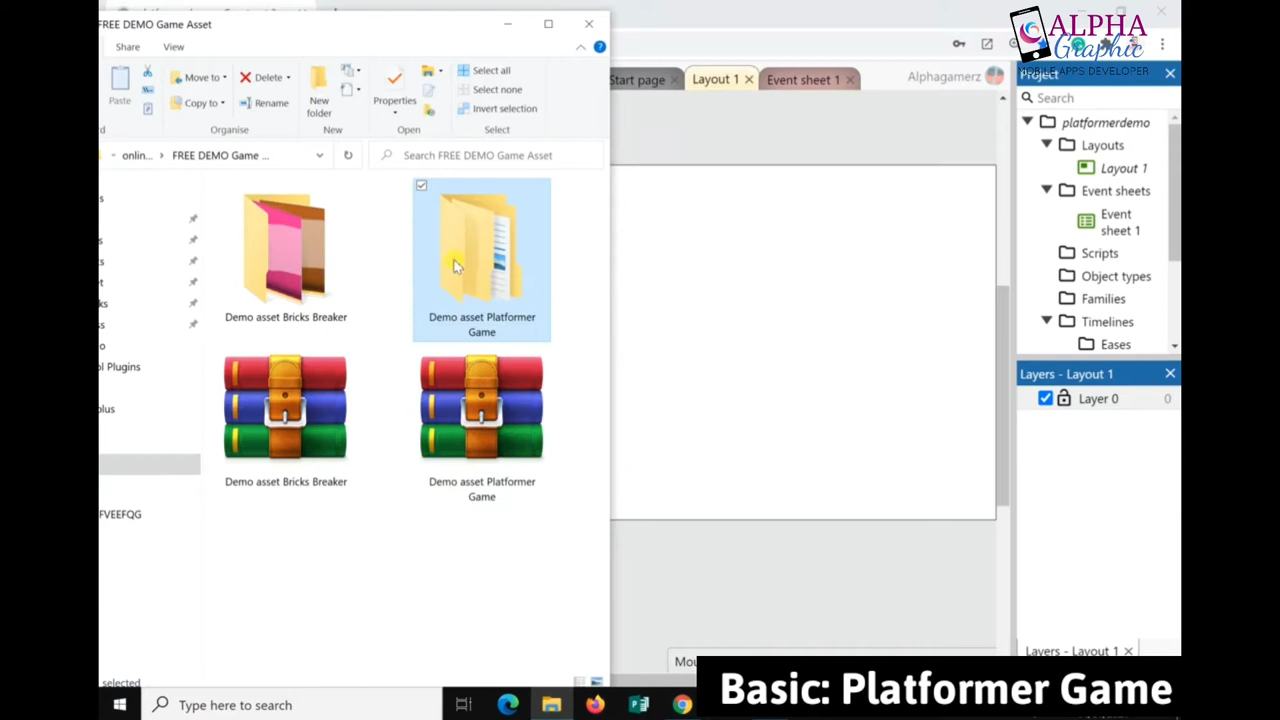 FREE DEMO Game Asset
Share View
Paste
Move to
Copy to
Delete
Rename
New
folder
Properties
Select all
Select none
Invert selection
Organise
New
Open
Select
onlin... › FREE DEMO Game ...
Search FREE DEMO Game Asset
Demo asset Bricks Breaker
Demo asset Platformer
Game
Demo asset Bricks Breaker
Demo asset Platformer
Game
ol Plugins
FVEEFQG
selected
Start page
Layout 1
Event sheet 1
Alphagamerz
ALPHA
Graphic
MOBILE APPS DEVELOPER
Project
Search
platformerdemo
Layouts
Layout 1
Event sheets
Event
sheet 1
Scripts
Object types
Families
Timelines
Eases
Layers - Layout 1
Layer 0 0
Layers - Layout 1
Mou
Type here to search
Basic: Platformer Game